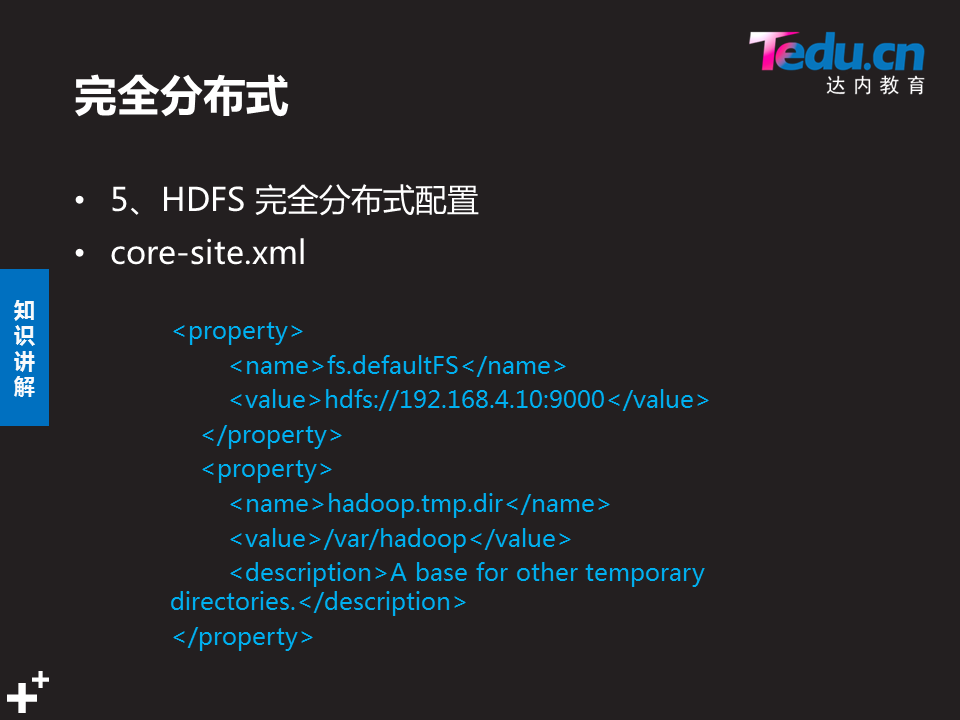 Tedu.cn
达内教育
完全分布式
• 5、HDFS 完全分布式配置
• core-site.xml
知识讲解
<property>
<name>fs.defaultFS</name>
<value>hdfs://192.168.4.10:9000</value>
</property>
<property>
<name>hadoop.tmp.dir</name>
<value>/var/hadoop</value>
<description>A base for other temporary
directories.</description>
</property>